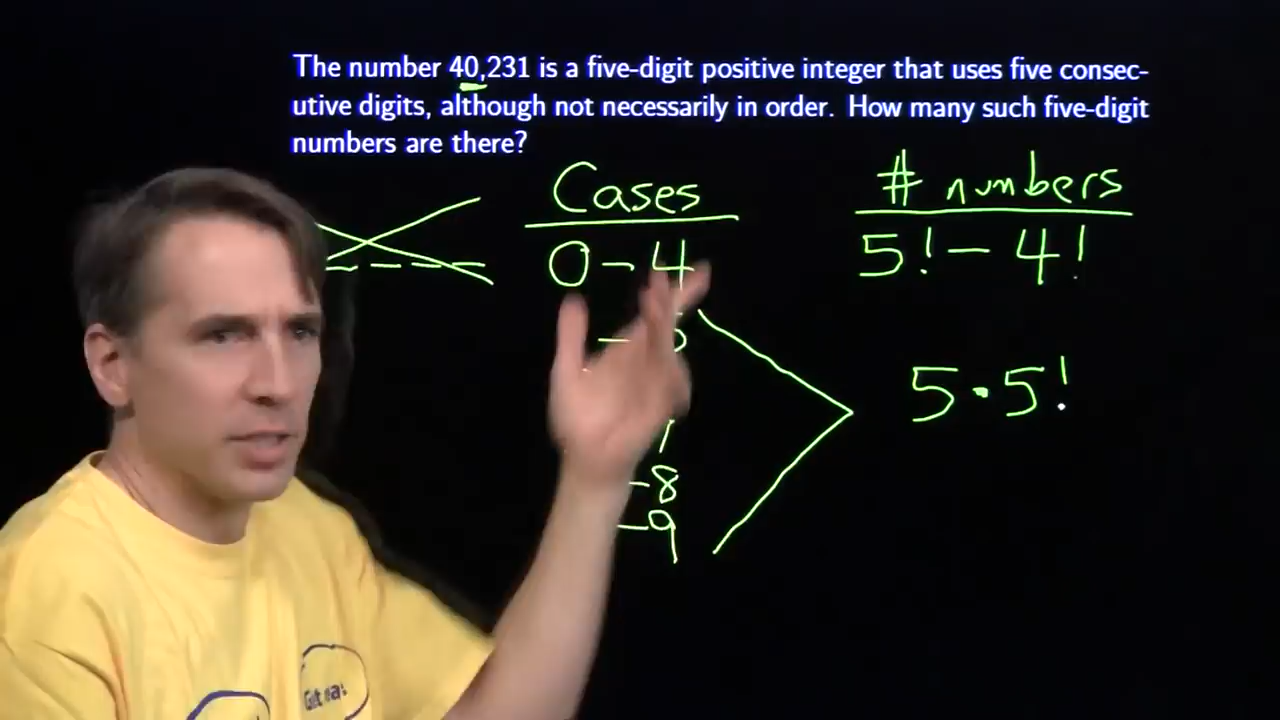 The number 40,231 is a five-digit positive integer that uses five consec-
utive digits, although not necessarily in order. How many such five-digit
numbers are there?
Cases # numbers
0-4 5!-4!
5·5!
-8
-9